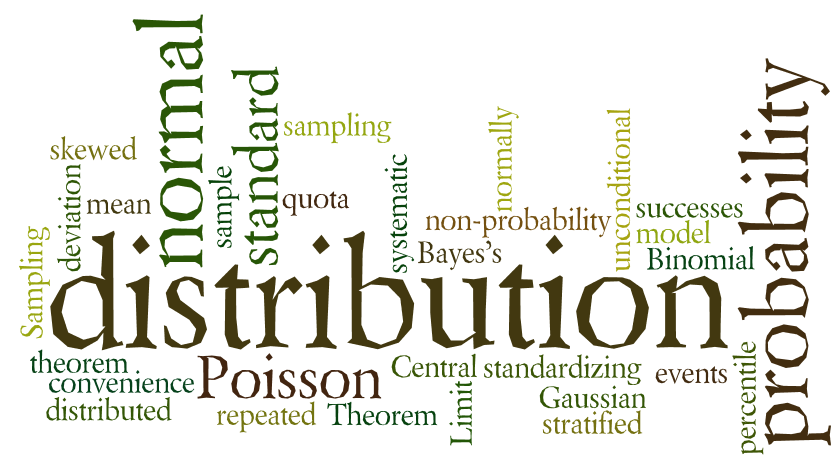 normal
probability
standard
sampling
skewed
normally
unconditional
systematic
deviation
sample
mean
quota
successes
non-probability
model
Sampling
Bayes's
Binomial
distribution
theorem
Poisson
Central
standardizing
events
percentile
convenience
Limit
Gaussian
distributed
repeated
Theorem
stratified